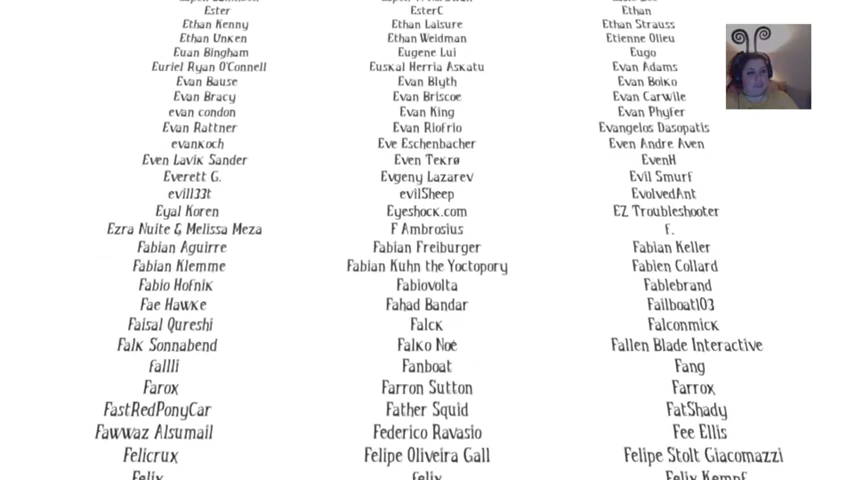 Ester EsterC Ethan
Ethan Kenny Ethan Laisure Ethan Strauss
Ethan Unken Ethan Weidman Etienne Olieu
Euan Bingham Eugene Lui Eugo
Euriel Ryan O'Connell Euskal Herria Askatu Evan Adams
Evan Bause Evan Blyth Evan Boiko
Evan Bracy Evan Briscoe Evan Carwile
evan condon Evan King Evan Phyfer
Evan Rattner Evan Riofrio Evangelos Dasopatis
evankoch Eve Eschenbacher Even Andre Aven
Even Lavik Sander Even Tekrø EvenH
Everett G. Evgeny Lazarev Evil Smurf
evill33t evilSheep EvolvedAnt
Eyal Koren Eyeshock.com EZ Troubleshooter
Ezra Nuite & Melissa Meza F Ambrosius F.
Fabian Aguirre Fabian Freiburger Fabian Keller
Fabian Klemme Fabian Kuhn the Yoctopory Fabien Collard
Fabio Hofnik Fabiovolta Fablebrand
Fae Hawke Fahad Bandar Failboat103
Faisal Qureshi Falck Falconmick
Falk Sonnabend Falko Noé Fallen Blade Interactive
fallli Fanboat Fang
Farox Farron Sutton Farrox
FastRedPonyCar Father Squid FatShady
Fawwaz Alsumail Federico Ravasio Fee Ellis
Felicrux Felipe Oliveira Gall Felipe Stolt Giacomazzi
Felix felix Felix Kempf